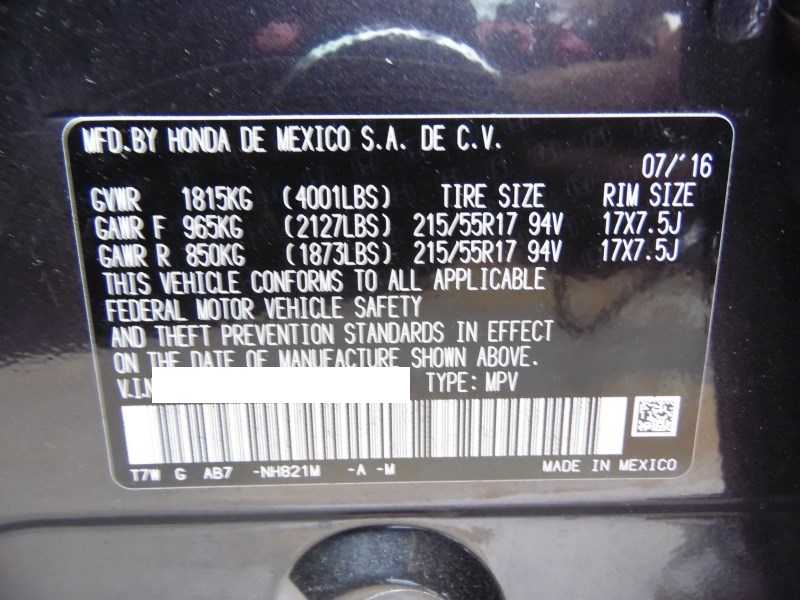 MFD.BY HONDA DE MEXICO S.A. DE C.V.
07/'16
GVWR 1815KG (4001LBS) TIRE SIZE RIM SIZE
GAWR F 965KG (2127LBS) 215/55R17 94V 17X7.5J
GAWR R 850KG (1873LBS) 215/55R17 94V 17X7.5J
THIS VEHICLE CONFORMS TO ALL APPLICABLE
FEDERAL MOTOR VEHICLE SAFETY
AND THEFT PREVENTION STANDARDS IN EFFECT
ON THE DATE OF MANUFACTURE SHOWN ABOVE.
V.I.N TYPE: MPV
T7W G AB7 -NH821M -A -M MADE IN MEXICO